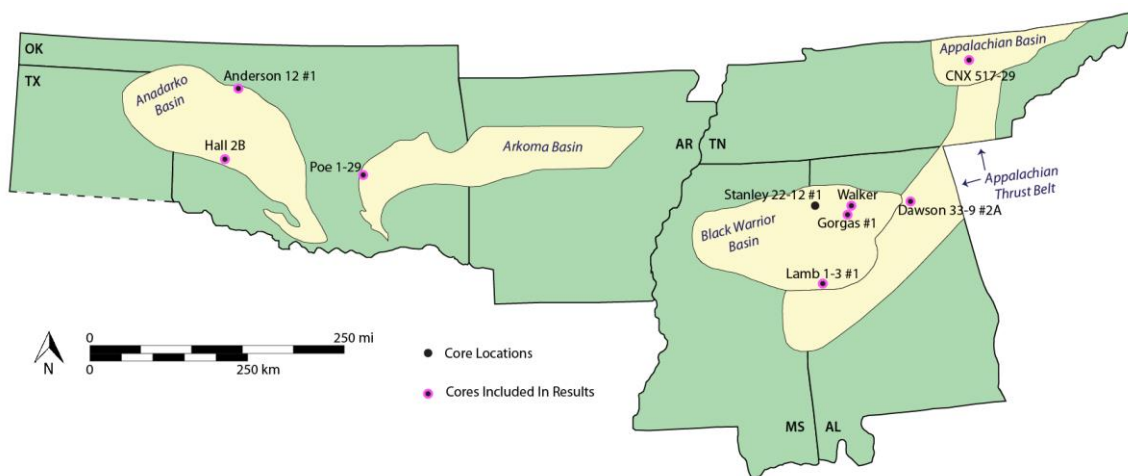 OK
TX
Anadarko
Basin
Anderson 12 #1
Hall 2B
Poe 1-29
Arkoma Basin
AR
TN
Appalachian Basin
CNX 517-29
Appalachian
Thrust Belt
Stanley 22-12 #1
Walker
Gorgas #1
Dawson 33-9 #2A
Black Warrior
Basin
Lamb 1-3 #1
MS
AL
N
0
250 mi
0
250 km
Core Locations
Cores Included In Results